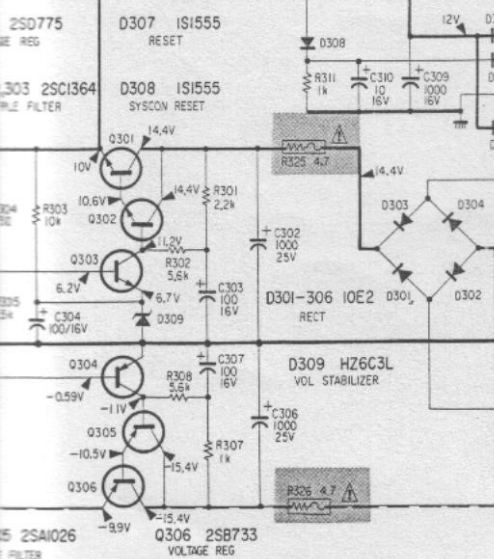 2SD775
REG
D307 1S1555
RESET
12V
D308
303 2SC1364
FILTER
D308 1S1555
SYSCON RESET
R311
1k
C310
10
16V
C309
1000
16V
Q301
14.4V
10V
R325 4.7
14.4V
14.4V
10.6V
R301
2.2k
D303
D304
R303
10k
Q302
11.2V
C302
1000
25V
Q303
R302
5.6k
6.2V
6.7V
C303
100
16V
D301-306 10E2
RECT
D301
D302
C304
100/16V
D309
Q304
R308
5.6k
C307
100
16V
D309 HZ6C3L
VOL STABILIZER
-0.59V
-11V
C306
1000
25V
Q305
-10.5V
-15.4V
R307
1k
R326 4.7
Q306
-9.9V
-15.4V
2SA1026
FILTER
Q306 2SB733
VOLTAGE REG